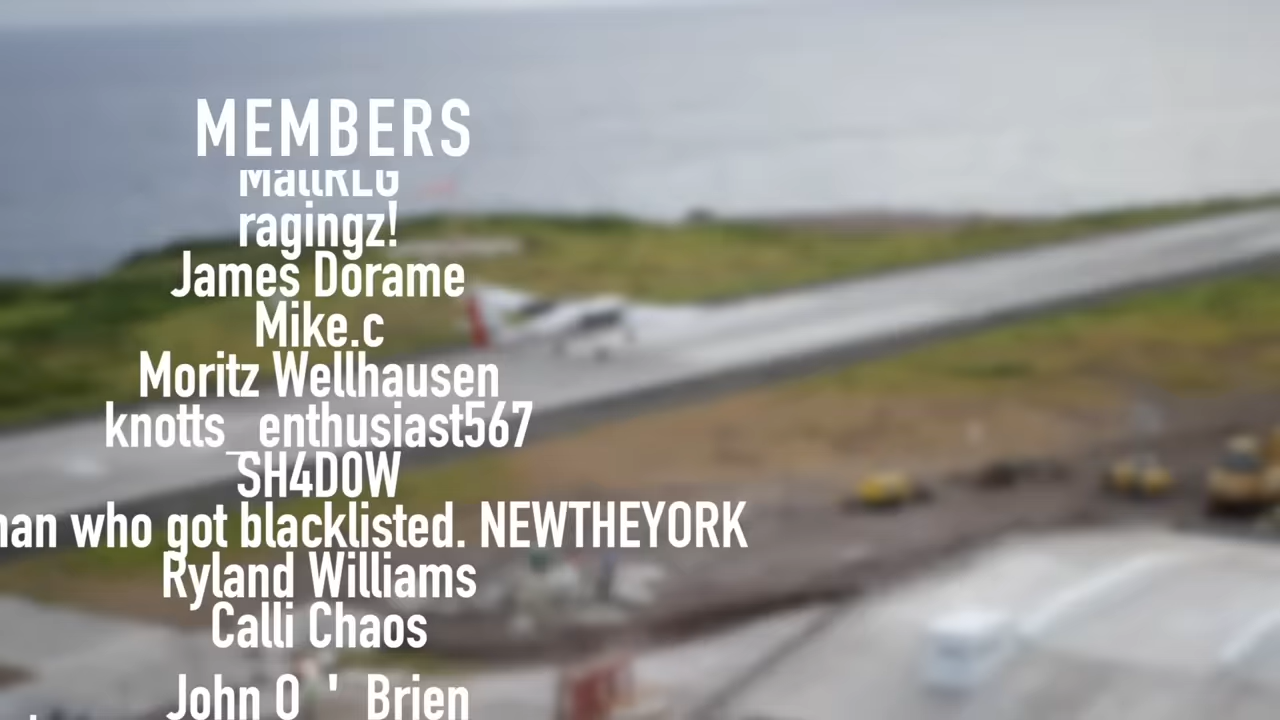 MEMBERS
ragingz!
James Dorame
Mike.c
Moritz Wellhausen
knotts_enthusiast567
SH4D0W
who got blacklisted. NEWTHEYORK
Ryland Williams
Calli Chaos
John O ' Brien